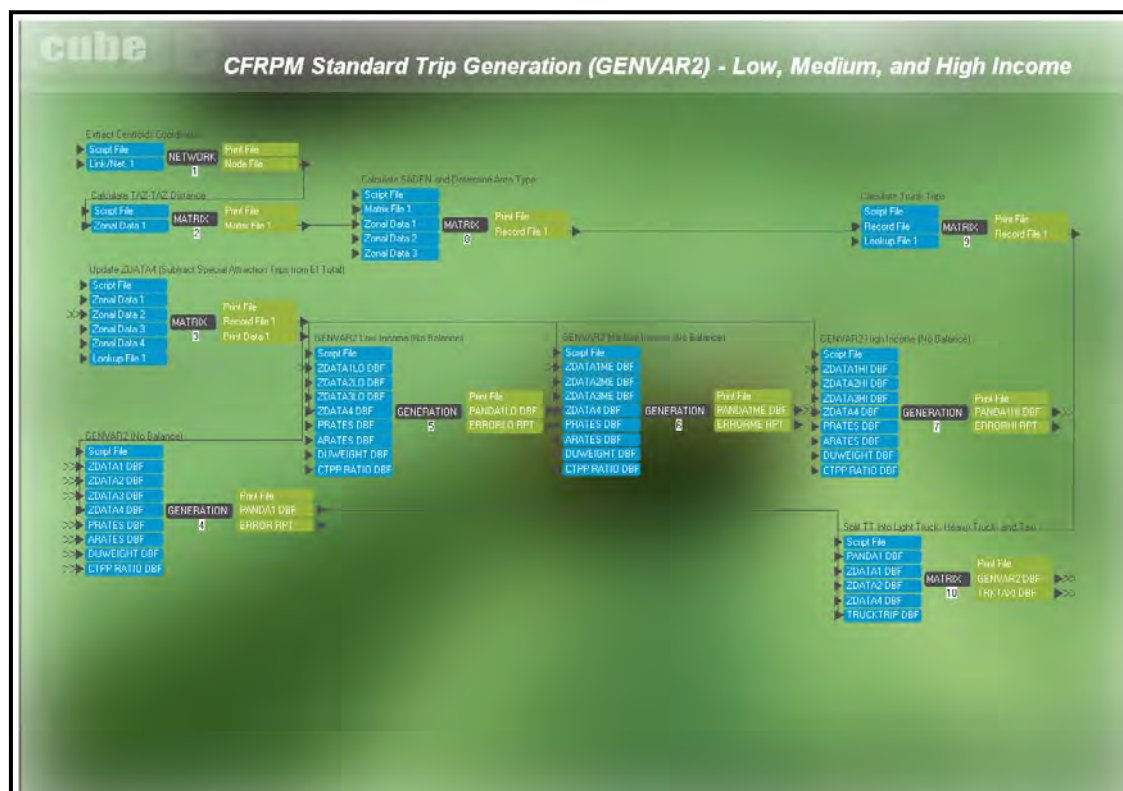 cube
CFRPM Standard Trip Generation (GENVAR2) - Low, Medium, and High Income
Extract Centroids
Script File
Link/Net. 1
NETWORK
1
Print File
Node File
Calculate TAZ-TAZ Distance
Script File
Zonal Data 1
MATRIX
2
Print File
Matrix File 1
Calculate and Determine Area Type
Script File
Matrix File 1
Zonal Data 1
Zonal Data 2
Zonal Data 3
MATRIX
8
Print File
Record File 1
Calculate Truck Trips
Script File
Record File
Lookup File 1
MATRIX
9
Print File
Record File 1
Update ZDATA4 (Subtract Special Attraction Trips from EI Total)
Script File
Zonal Data 1
Zonal Data 2
Zonal Data 3
Zonal Data 4
Lookup File 1
MATRIX
3
Print File
Record File 1
Print Data 1
GENVAR2 Low Income (No Balance)
Script File
ZDATA1LO DBF
ZDATA2LO DBF
ZDATA3LO DBF
ZDATA4 DBF
PRATES DBF
ARATES DBF
DUWEIGHT DBF
CTPP RATIO DBF
GENERATION
5
Print File
PANDA1LO DBF
ERRORLO RPT
GENVAR2 Medium Income (No Balance)
Script File
ZDATA1ME DBF
ZDATA2ME DBF
ZDATA3ME DBF
ZDATA4 DBF
PRATES DBF
ARATES DBF
DUWEIGHT DBF
CTPP RATIO DBF
GENERATION
6
Print File
PANDA1ME DBF
ERRORME RPT
GENVAR2 High Income (No Balance)
Script File
ZDATA1HI DBF
ZDATA2HI DBF
ZDATA3HI DBF
ZDATA4 DBF
PRATES DBF
ARATES DBF
DUWEIGHT DBF
CTPP RATIO DBF
GENERATION
7
Print File
PANDA1HI DBF
ERRORHI RPT
GENVAR2 (No Balance)
Script File
ZDATA1 DBF
ZDATA2 DBF
ZDATA3 DBF
ZDATA4 DBF
PRATES DBF
ARATES DBF
DUWEIGHT DBF
CTPP RATIO DBF
GENERATION
4
Print File
PANDA1 DBF
ERROR RPT
Split TT into Light Truck, Heavy Truck, and Taxi
Script File
PANDA1 DBF
ZDATA1 DBF
ZDATA2 DBF
ZDATA4 DBF
TRUCKTRIP DBF
MATRIX
10
Print File
GENVAR2 DBF
TRKTAXI DBF